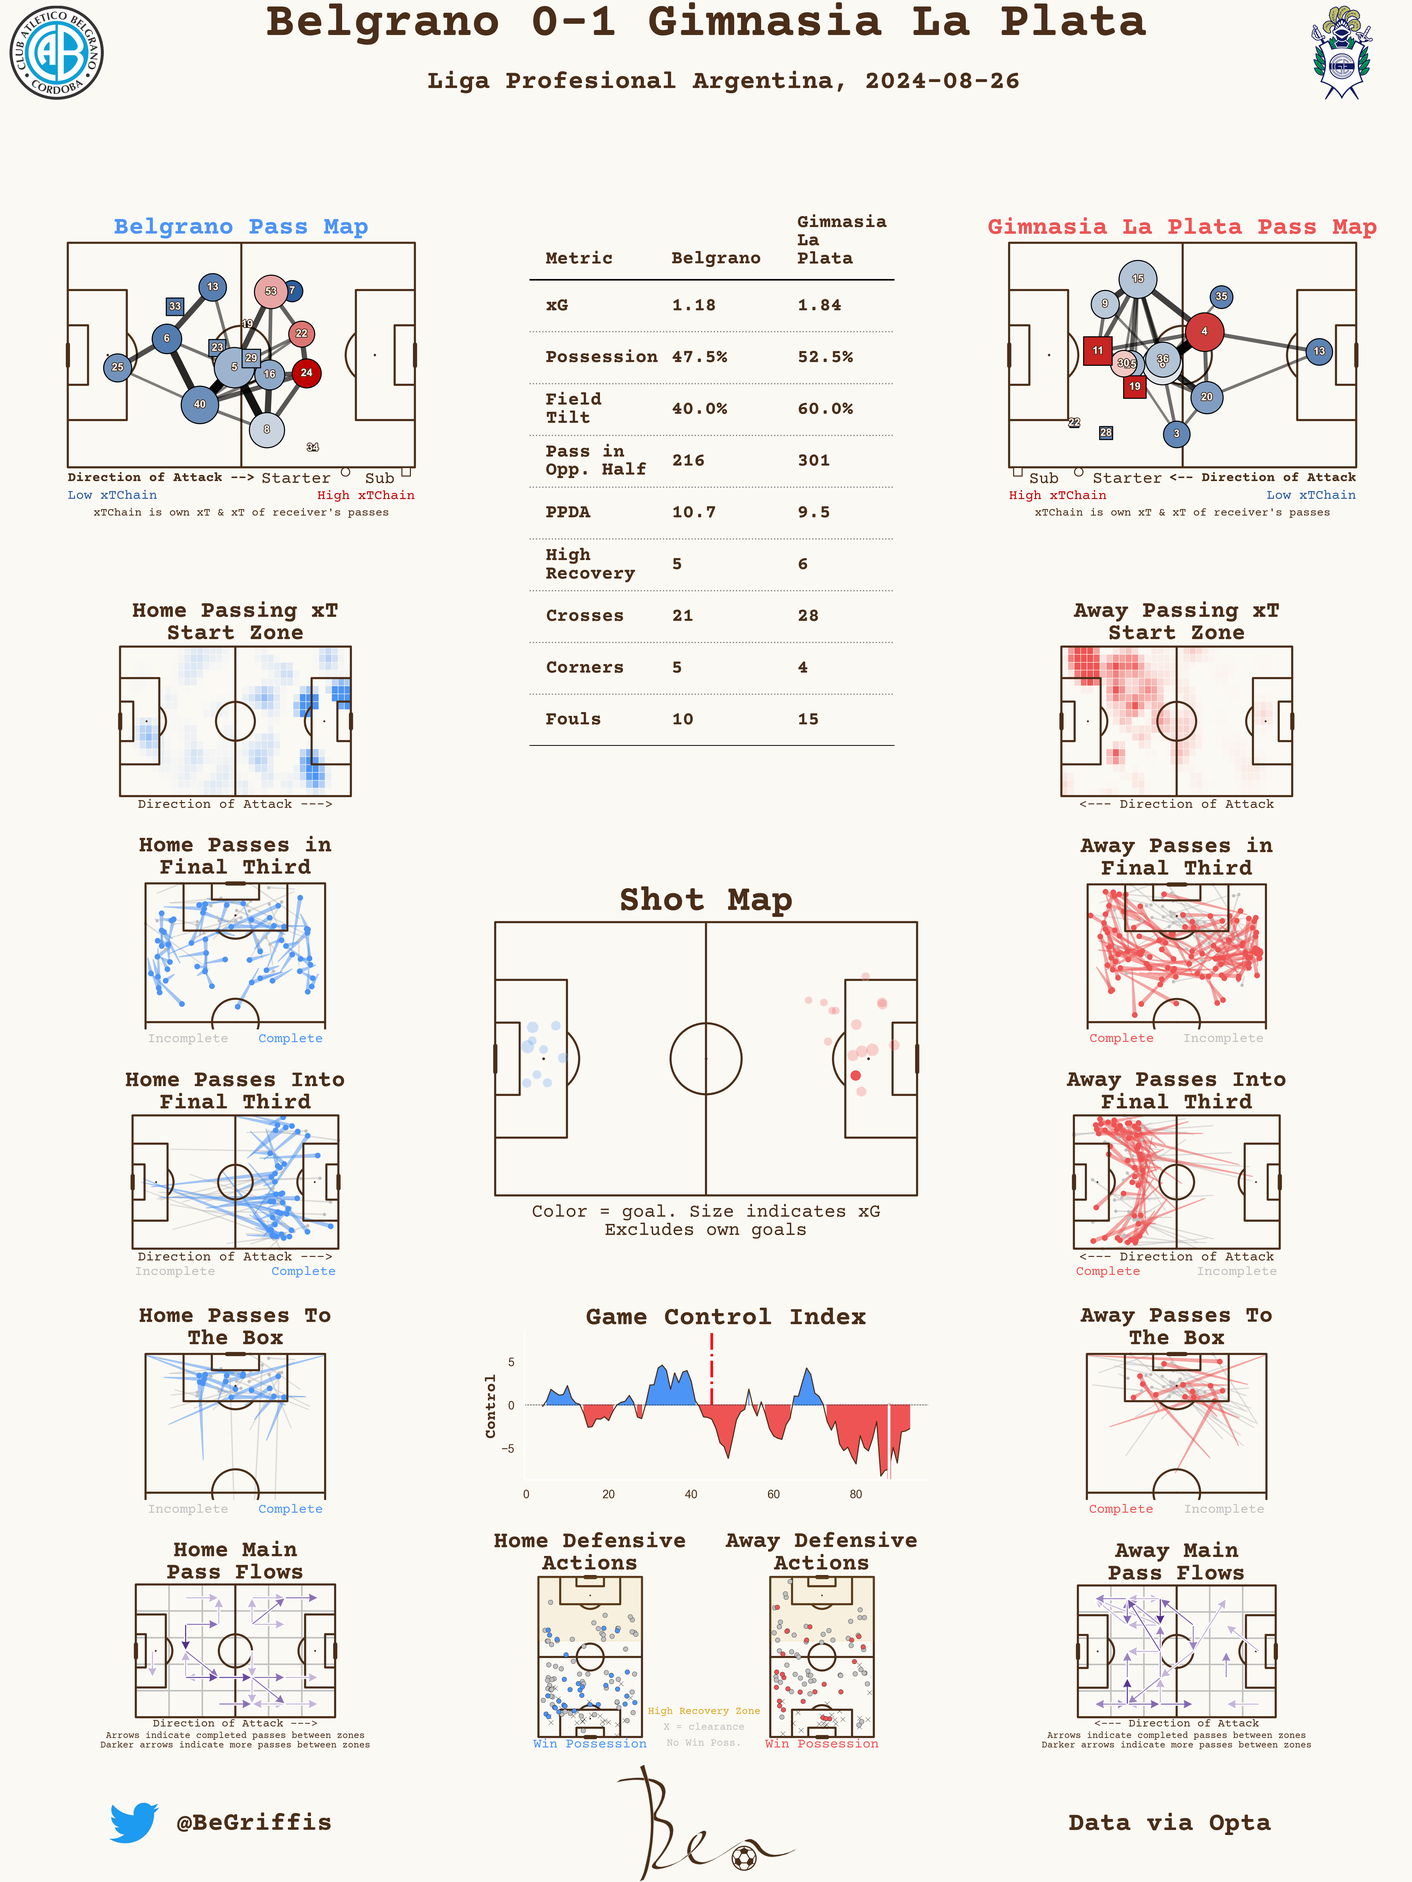 Belgrano 0-1 Gimnasia La Plata
Liga Profesional Argentina, 2024-08-26
CLUB ATLETICO BELGRANO
CORDOBA
Belgrano Pass Map
13
33
53
7
19
22
6
23
29
25
5
16
24
40
8
34
Direction of Attack --> Starter Sub
Low xTChain High xTChain
xTChain is own xT & xT of receiver's passes
Metric Belgrano Gimnasia La Plata
xG 1.18 1.84
Possession 47.5% 52.5%
Field Tilt 40.0% 60.0%
Pass in Opp. Half 216 301
PPDA 10.7 9.5
High Recovery 5 6
Crosses 21 28
Corners 5 4
Fouls 10 15
Gimnasia La Plata Pass Map
15
9
35
4
11
13
30
36
19
20
22
28
3
Sub Starter <-- Direction of Attack
High xTChain Low xTChain
xTChain is own xT & xT of receiver's passes
Home Passing xT
Start Zone
Direction of Attack --->
Away Passing xT
Start Zone
<--- Direction of Attack
Home Passes in
Final Third
Incomplete Complete
Away Passes in
Final Third
Complete Incomplete
Shot Map
Color = goal. Size indicates xG
Excludes own goals
Home Passes Into
Final Third
Direction of Attack --->
Incomplete Complete
Away Passes Into
Final Third
<--- Direction of Attack
Complete Incomplete
Home Passes To
The Box
Incomplete Complete
Game Control Index
Control
5
0
−5
0 20 40 60 80
Away Passes To
The Box
Complete Incomplete
Home Main
Pass Flows
Direction of Attack --->
Arrows indicate completed passes between zones
Darker arrows indicate more passes between zones
Home Defensive
Actions
Win Possession
Away Defensive
Actions
Win Possession
High Recovery Zone
X = clearance
No Win Poss.
Away Main
Pass Flows
<--- Direction of Attack
Arrows indicate completed passes between zones
Darker arrows indicate more passes between zones
@BeGriffis
Ben
Data via Opta